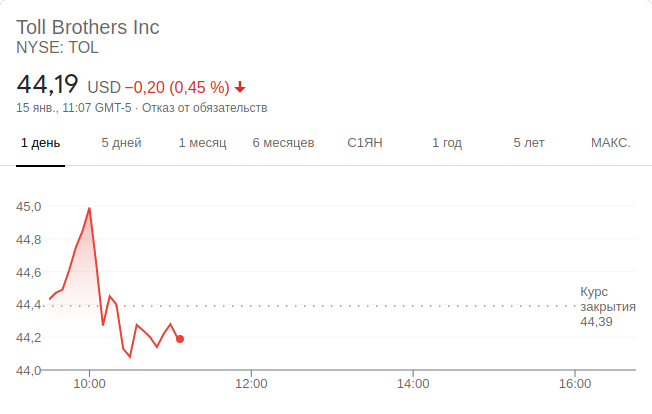 Toll Brothers Inc
NYSE: TOL
44,19 USD −0,20 (0,45 %)
15 янв., 11:07 GMT-5 · Отказ от обязательств
1 день 5 дней 1 месяц 6 месяцев С1ЯН 1 год 5 лет МАКС.
45,0
44,8
44,6
44,4
44,2
44,0
Курс
закрытия
44,39
10:00 12:00 14:00 16:00